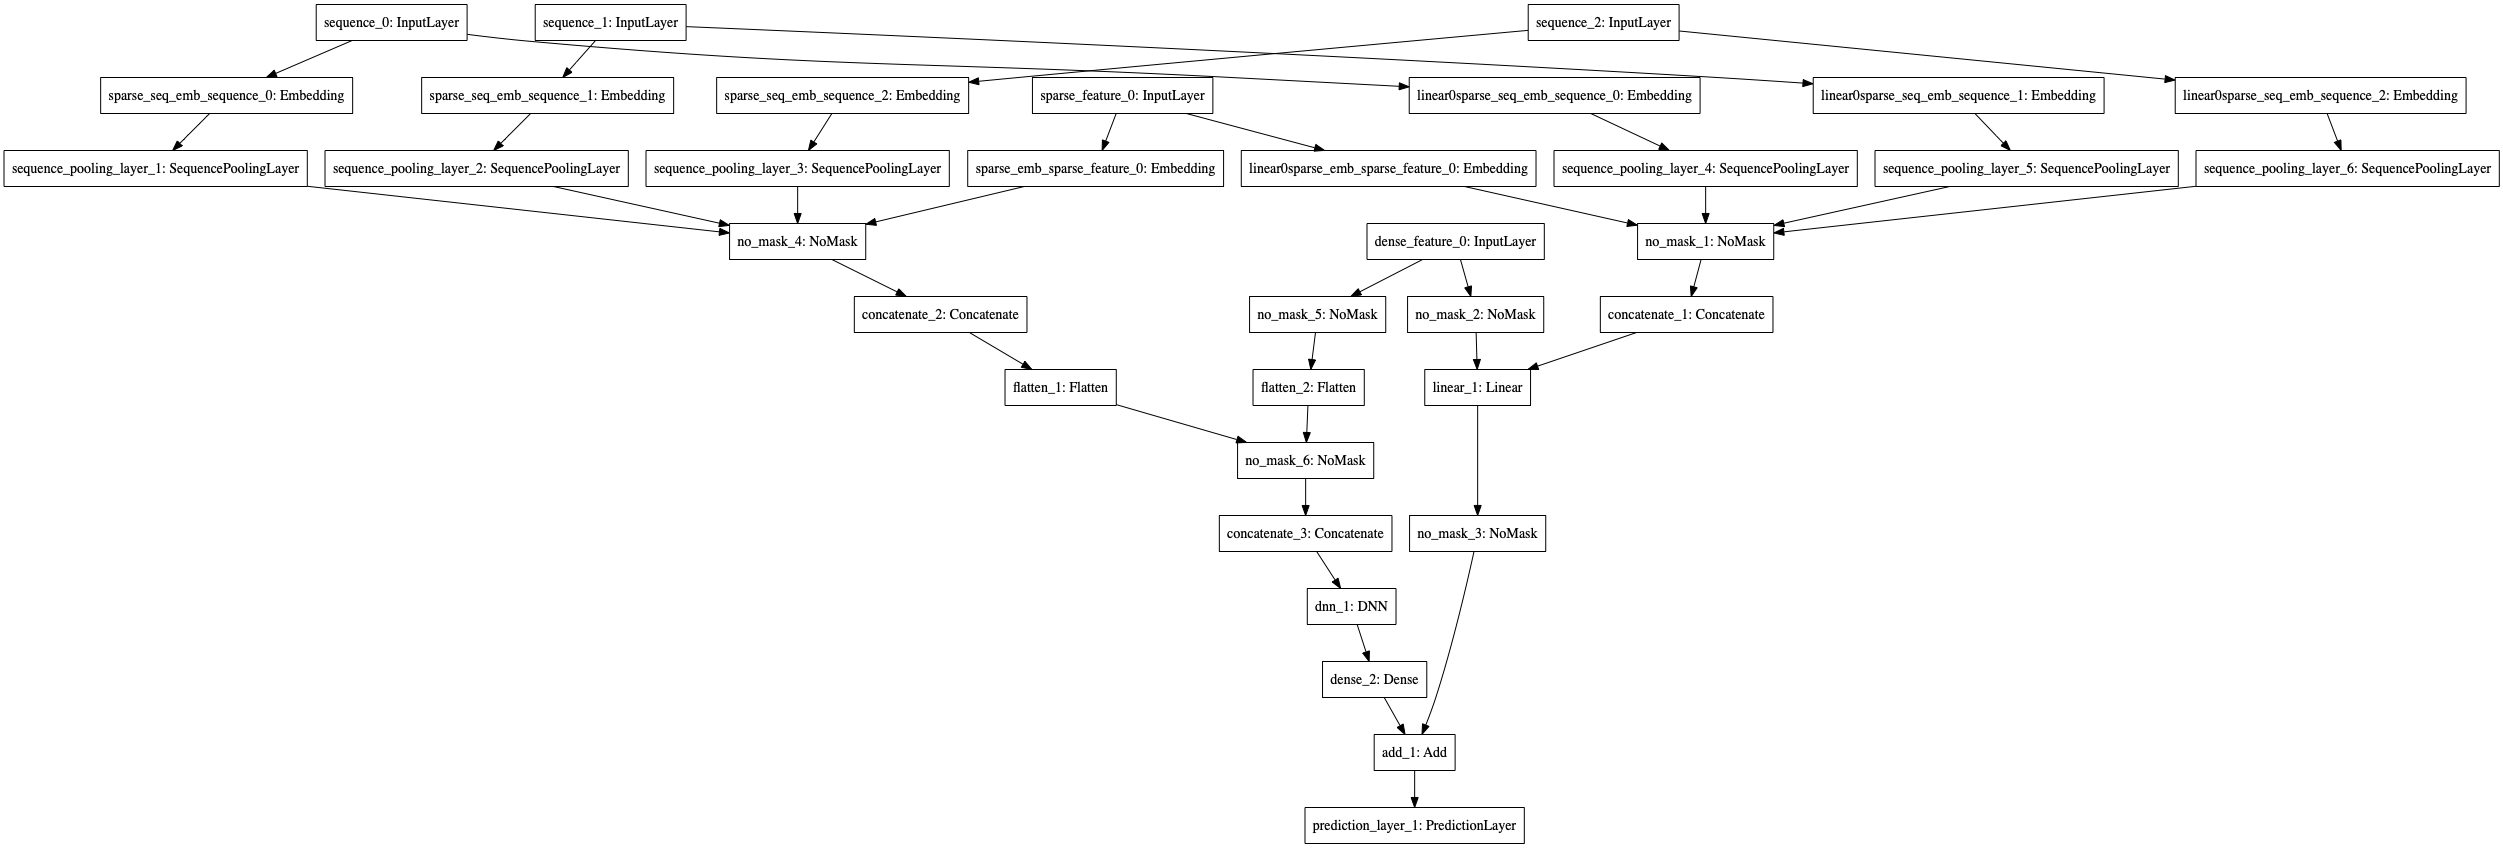 sequence_0: InputLayer
sequence_1: InputLayer
sequence_2: InputLayer
sparse_seq_emb_sequence_0: Embedding
sparse_seq_emb_sequence_1: Embedding
sparse_seq_emb_sequence_2: Embedding
sparse_feature_0: InputLayer
linear0sparse_seq_emb_sequence_0: Embedding
linear0sparse_seq_emb_sequence_1: Embedding
linear0sparse_seq_emb_sequence_2: Embedding
sequence_pooling_layer_1: SequencePoolingLayer
sequence_pooling_layer_2: SequencePoolingLayer
sequence_pooling_layer_3: SequencePoolingLayer
sparse_emb_sparse_feature_0: Embedding
linear0sparse_emb_sparse_feature_0: Embedding
sequence_pooling_layer_4: SequencePoolingLayer
sequence_pooling_layer_5: SequencePoolingLayer
sequence_pooling_layer_6: SequencePoolingLayer
no_mask_4: NoMask
dense_feature_0: InputLayer
no_mask_1: NoMask
concatenate_2: Concatenate
no_mask_5: NoMask
no_mask_2: NoMask
concatenate_1: Concatenate
flatten_1: Flatten
flatten_2: Flatten
linear_1: Linear
no_mask_6: NoMask
concatenate_3: Concatenate
no_mask_3: NoMask
dnn_1: DNN
dense_2: Dense
add_1: Add
prediction_layer_1: PredictionLayer